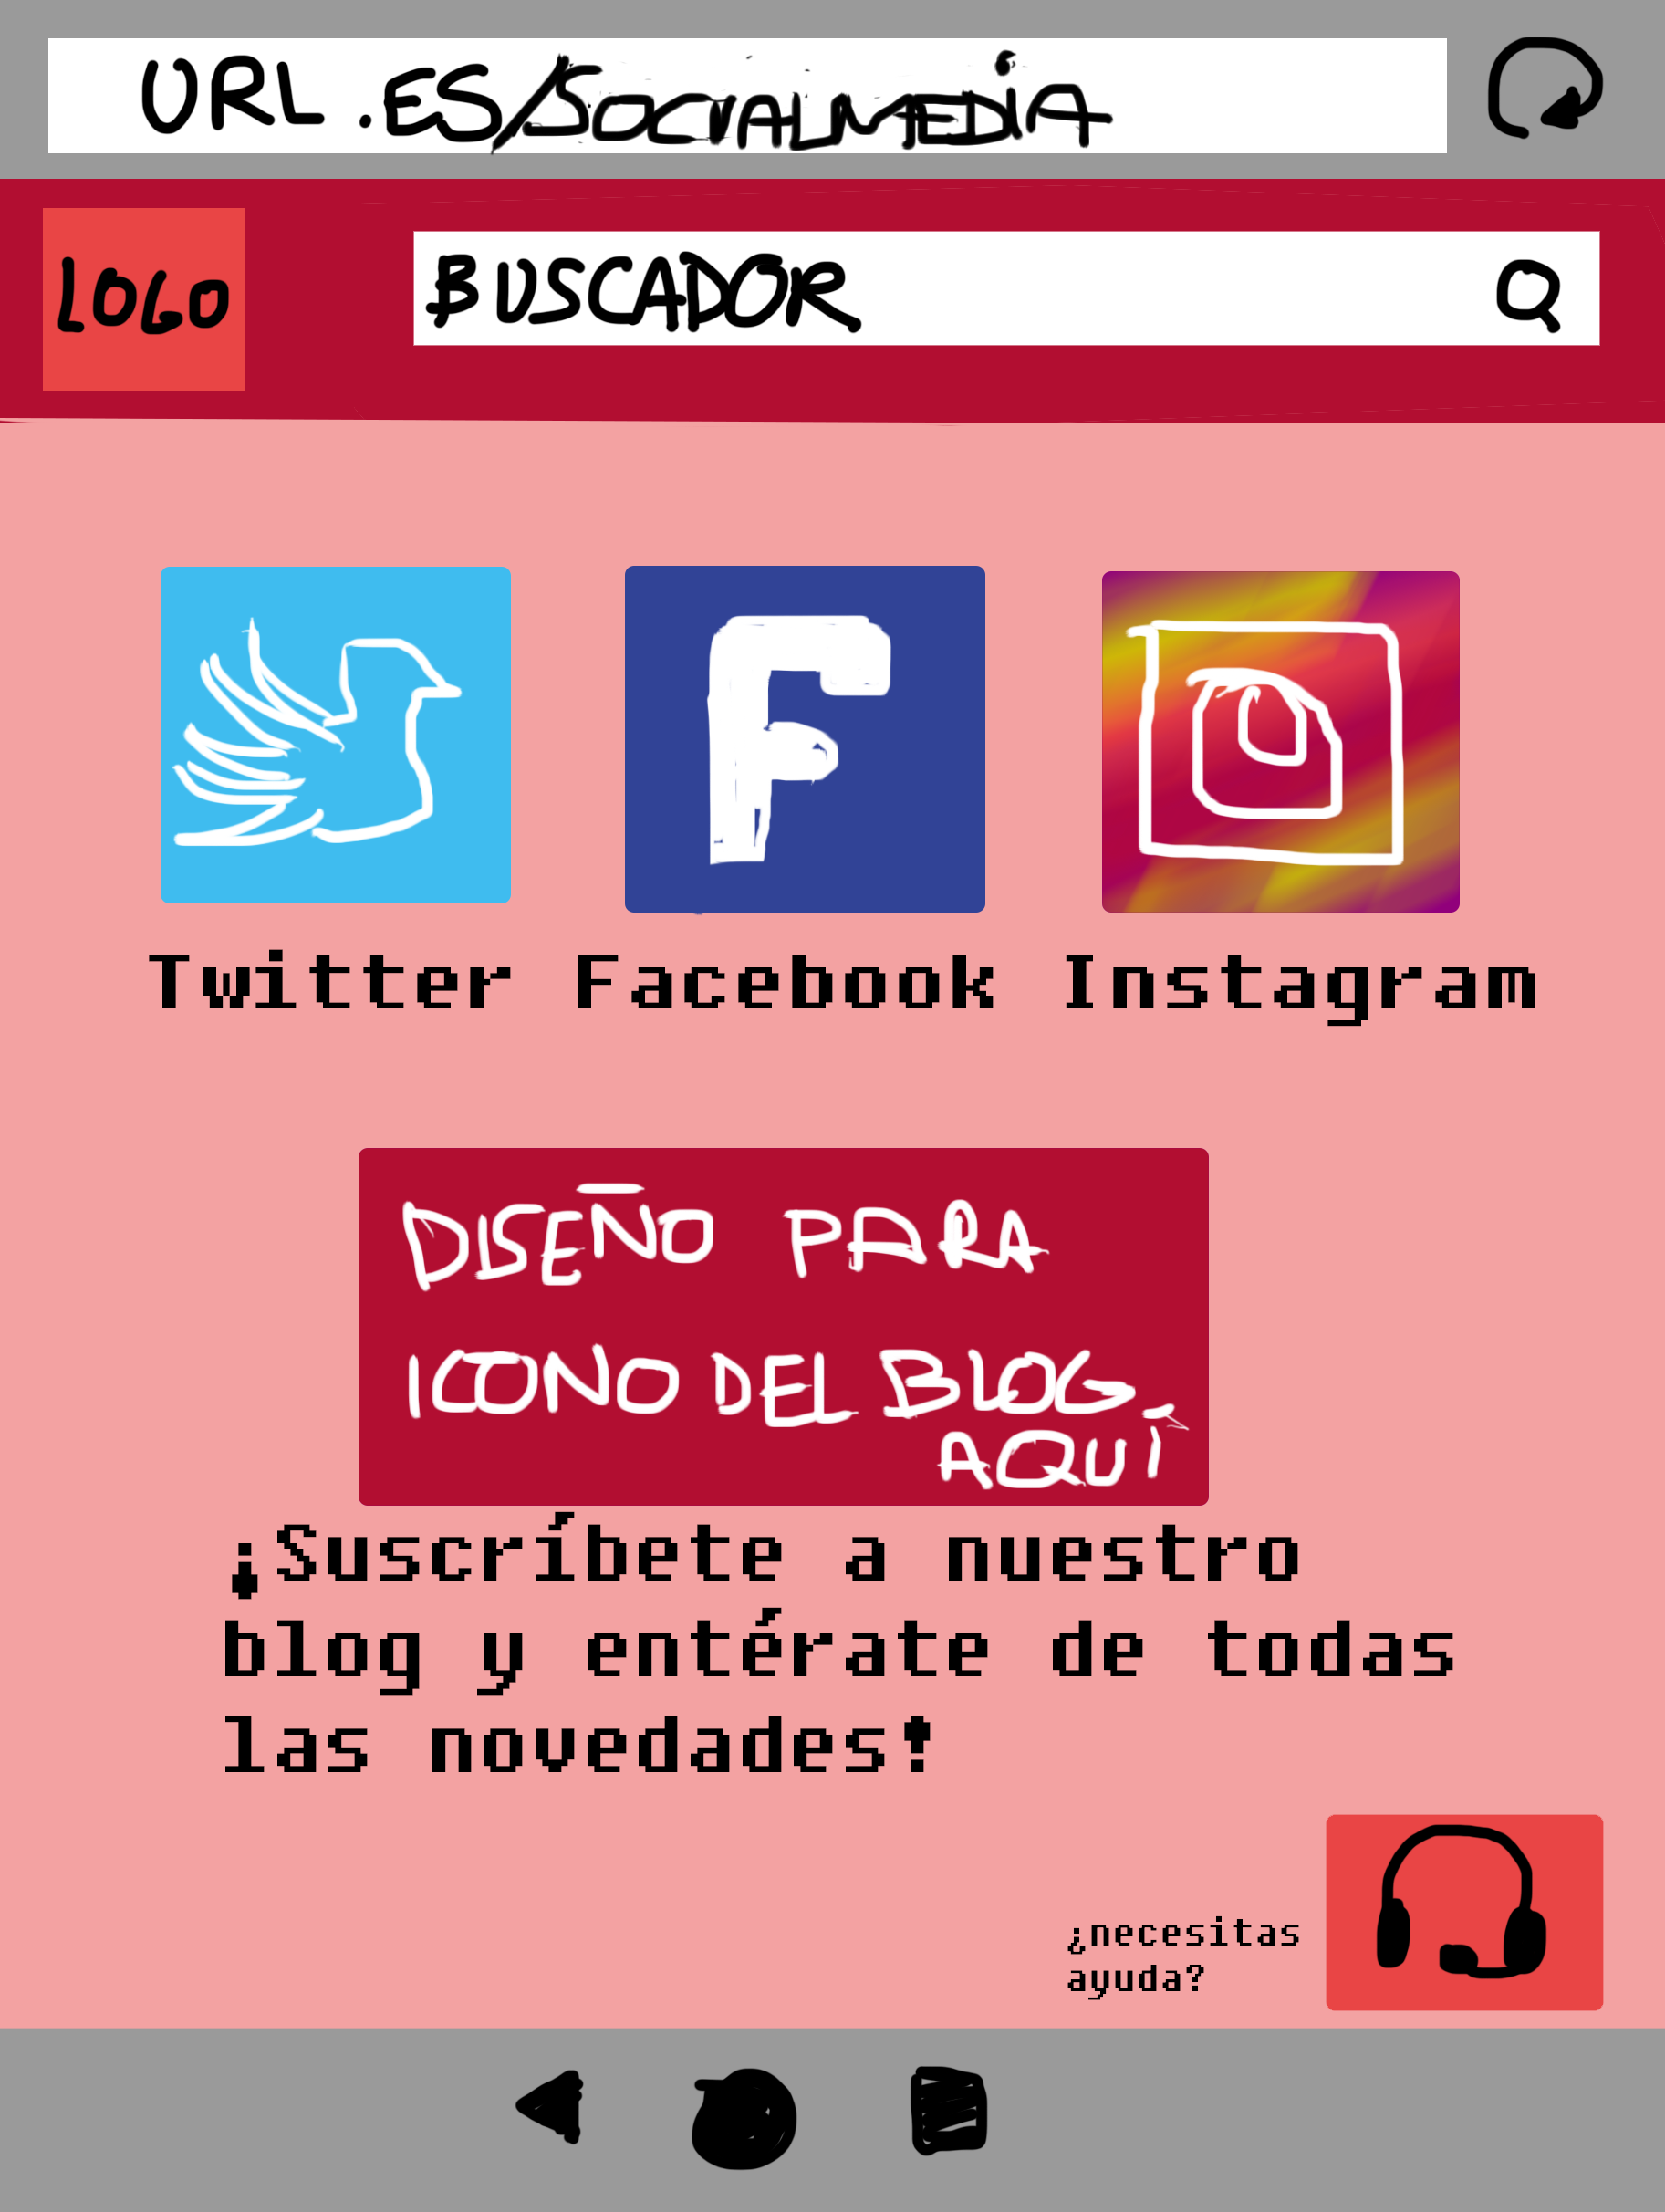 URL.ES/SOCIALMEDIA
LOGO
BUSCADOR
Twitter Facebook Instagram
DISEÑO PARA
ICONO DEL BLOG
AQUÍ
¡Suscríbete a nuestro
blog y entérate de todas
las novedades!
¿necesitas
ayuda?